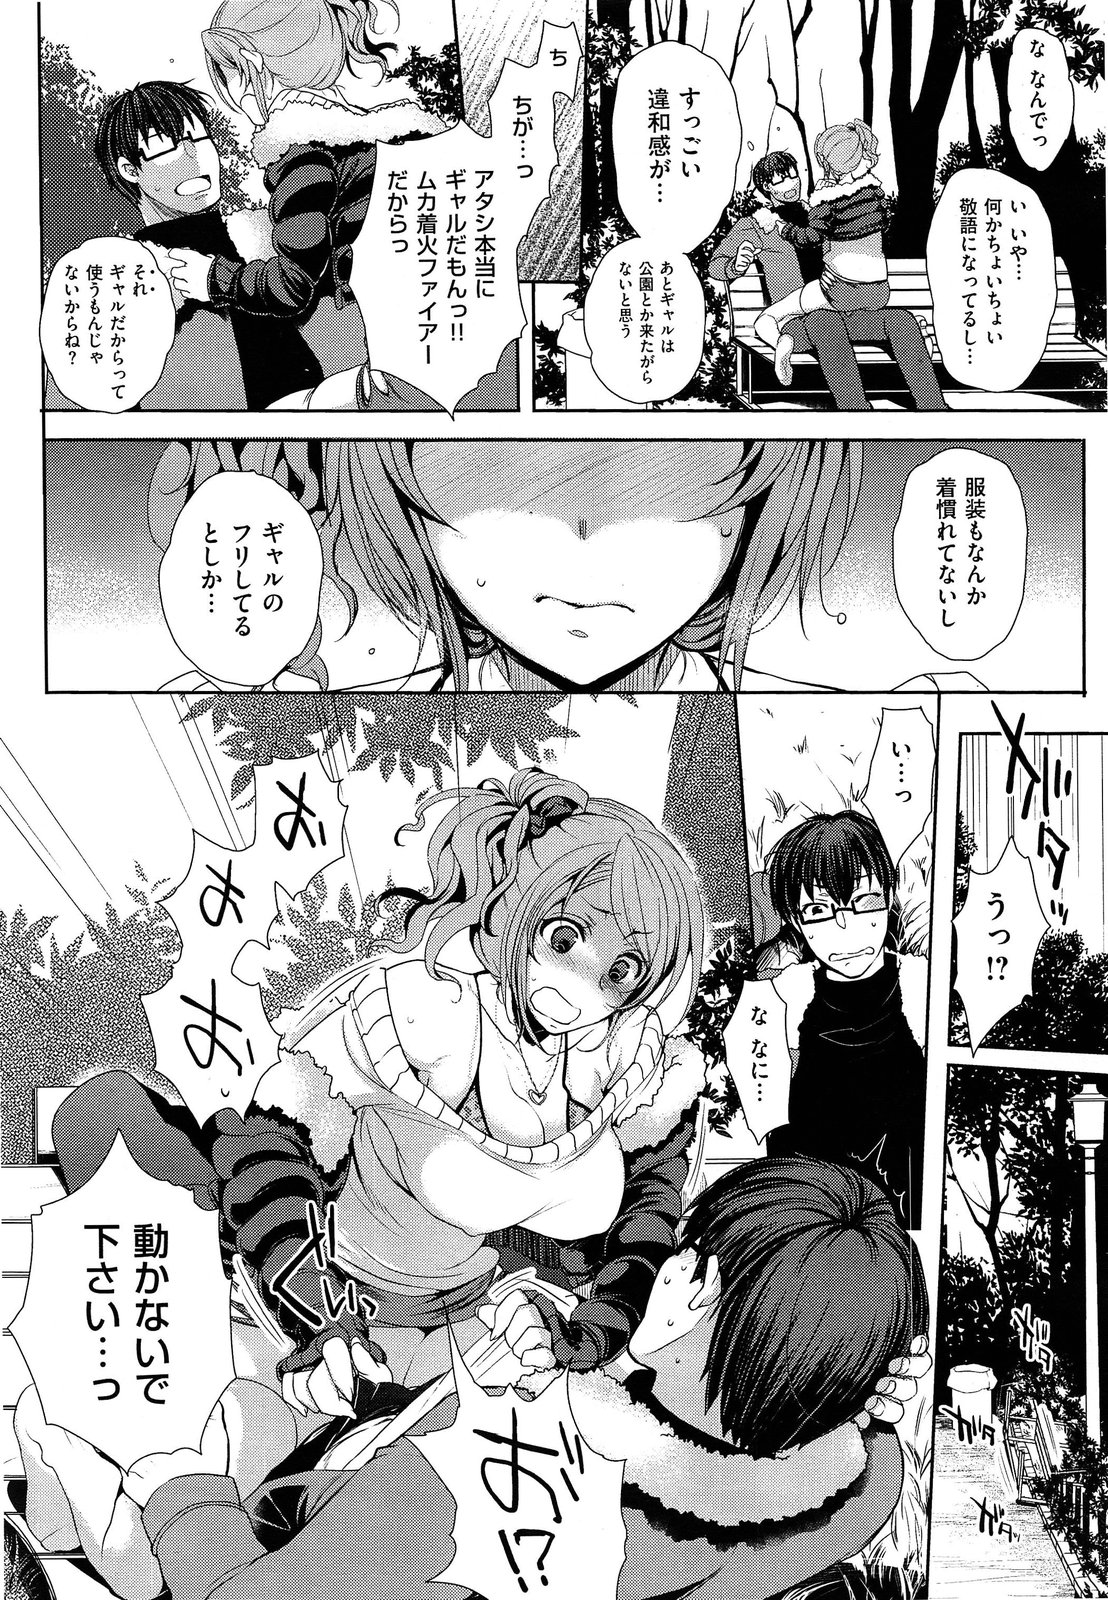 な なんでっ
い いや…
何かちょいちょい
敬語になってるし…
すっごい
違和感が…
あとギャルは
公園とか来たがら
ないと思う
ち
ちが…っ
アタシ本当に
ギャルだもんっ!!
ムカ着火ファイアー
だからっ
それ
ギャルだからって
使うもんじゃ
ないからね?
服装もなんか
着慣れてないし
ギャルの
フリしてる
としか…
うっ!?
い…っ
な なに…
お
お
お
お
動かないで
下さい…っ
ぐいっ
お!?